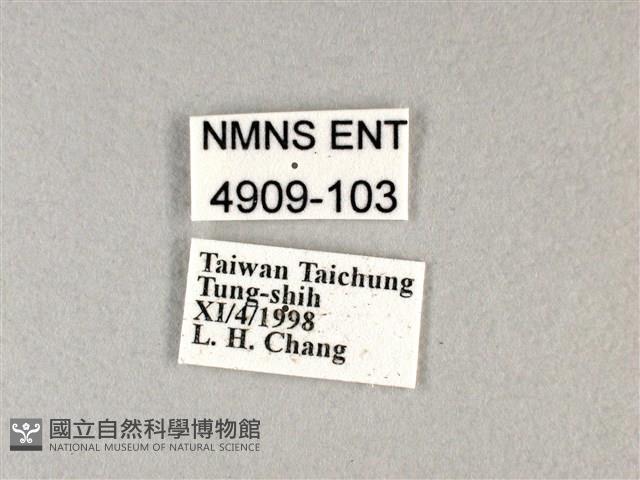 NMNS ENT
4909-103
Taiwan Taichung
Tung-shih
XI/4/1998
L. H. Chang
國立自然科學博物館
NATIONAL MUSEUM OF NATURAL SCIENCE